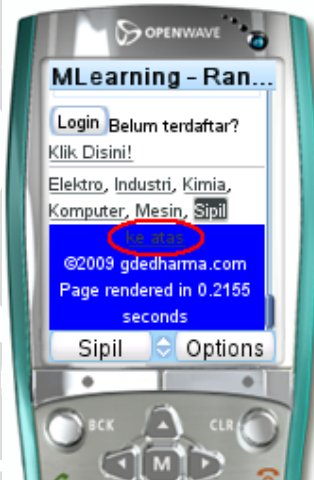 OPENWAVE
MLearning - Ran...
Login Belum terdaftar?
Klik Disini!
Elektro, Industri, Kimia,
Komputer, Mesin, Sipil
ke atas
©2009 gdedharma.com
Page rendered in 0.2155
seconds
Sipil Options
BCK CLR
M